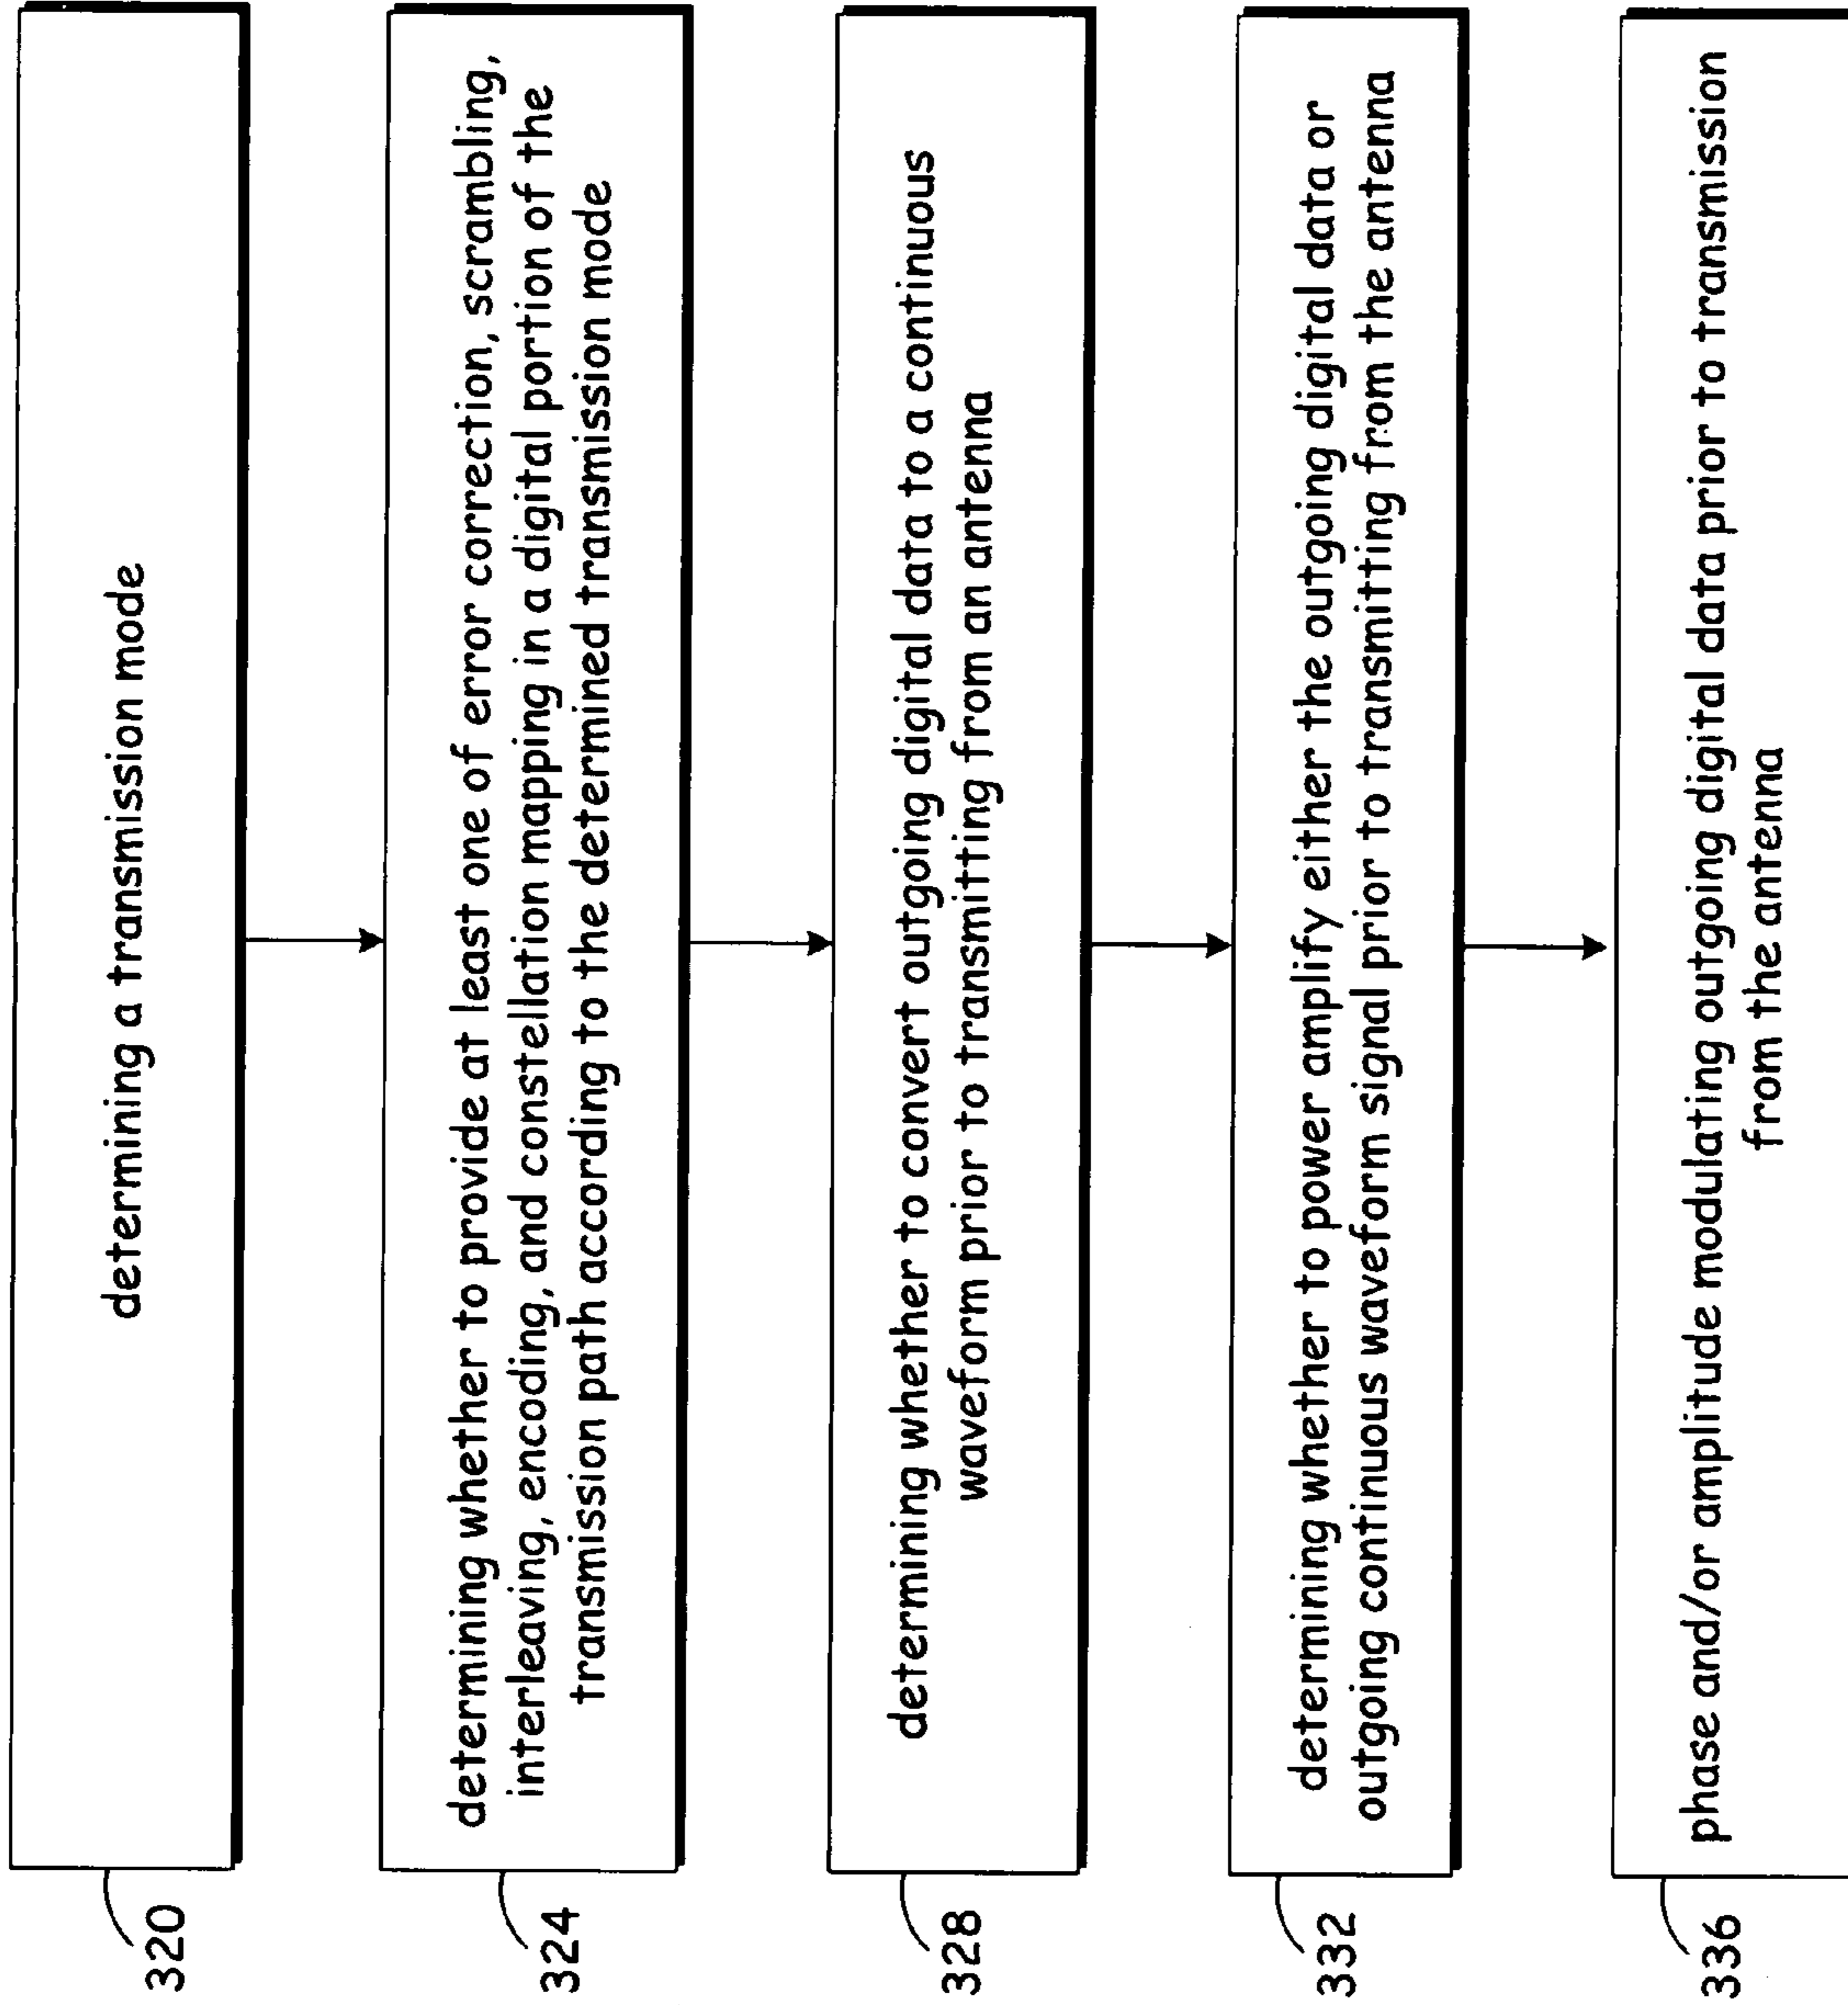 determining a transmission mode
320
determining whether to provide at least one of error correction, scrambling,
interleaving, encoding, and constellation mapping in a digital portion of the
transmission path according to the determined transmission mode
324
determining whether to convert outgoing digital data to a continuous
waveform prior to transmitting from an antenna
328
determining whether to power amplify either the outgoing digital data or
outgoing continuous waveform signal prior to transmitting from the antenna
332
phase and/or amplitude modulating outgoing digital data prior to transmission
from the antenna
336